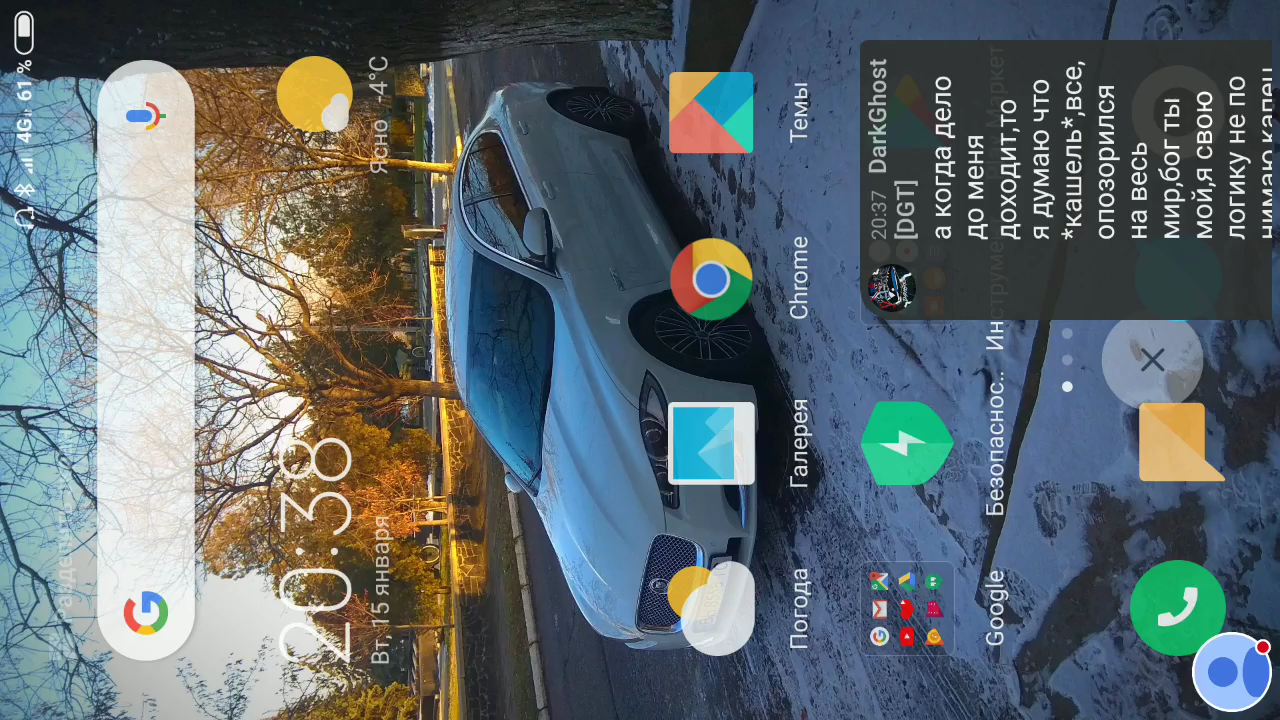 4G 61 %
20:38
Вт, 15 января
Ясно -4°C
Погода
Галерея
Chrome
Темы
Google
Безопаснос...
20:37 DarkGhost
[DGT]
а когда дело
до меня
доходит,то
я думаю что
*кашель*,все,
опозорился
на весь
мир,бог ты
мой,я свою
логику не по
нимаю капец